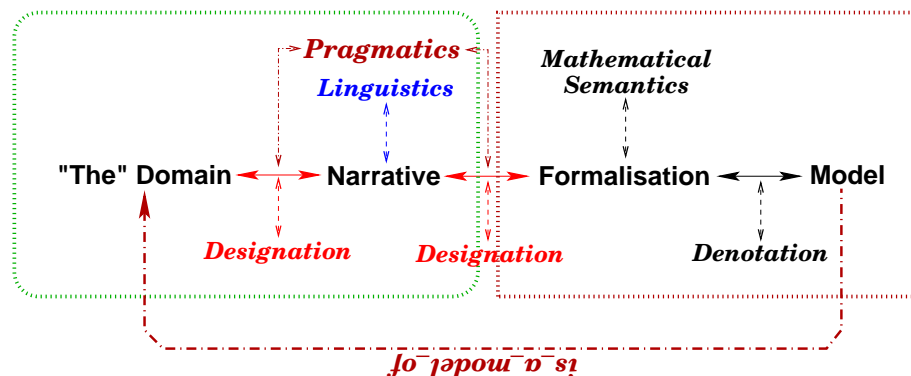 Pragmatics
Mathematical
Semantics
Linguistics
"The" Domain
Narrative
Formalisation
Model
Designation
Designation
Denotation
is_a_model_of